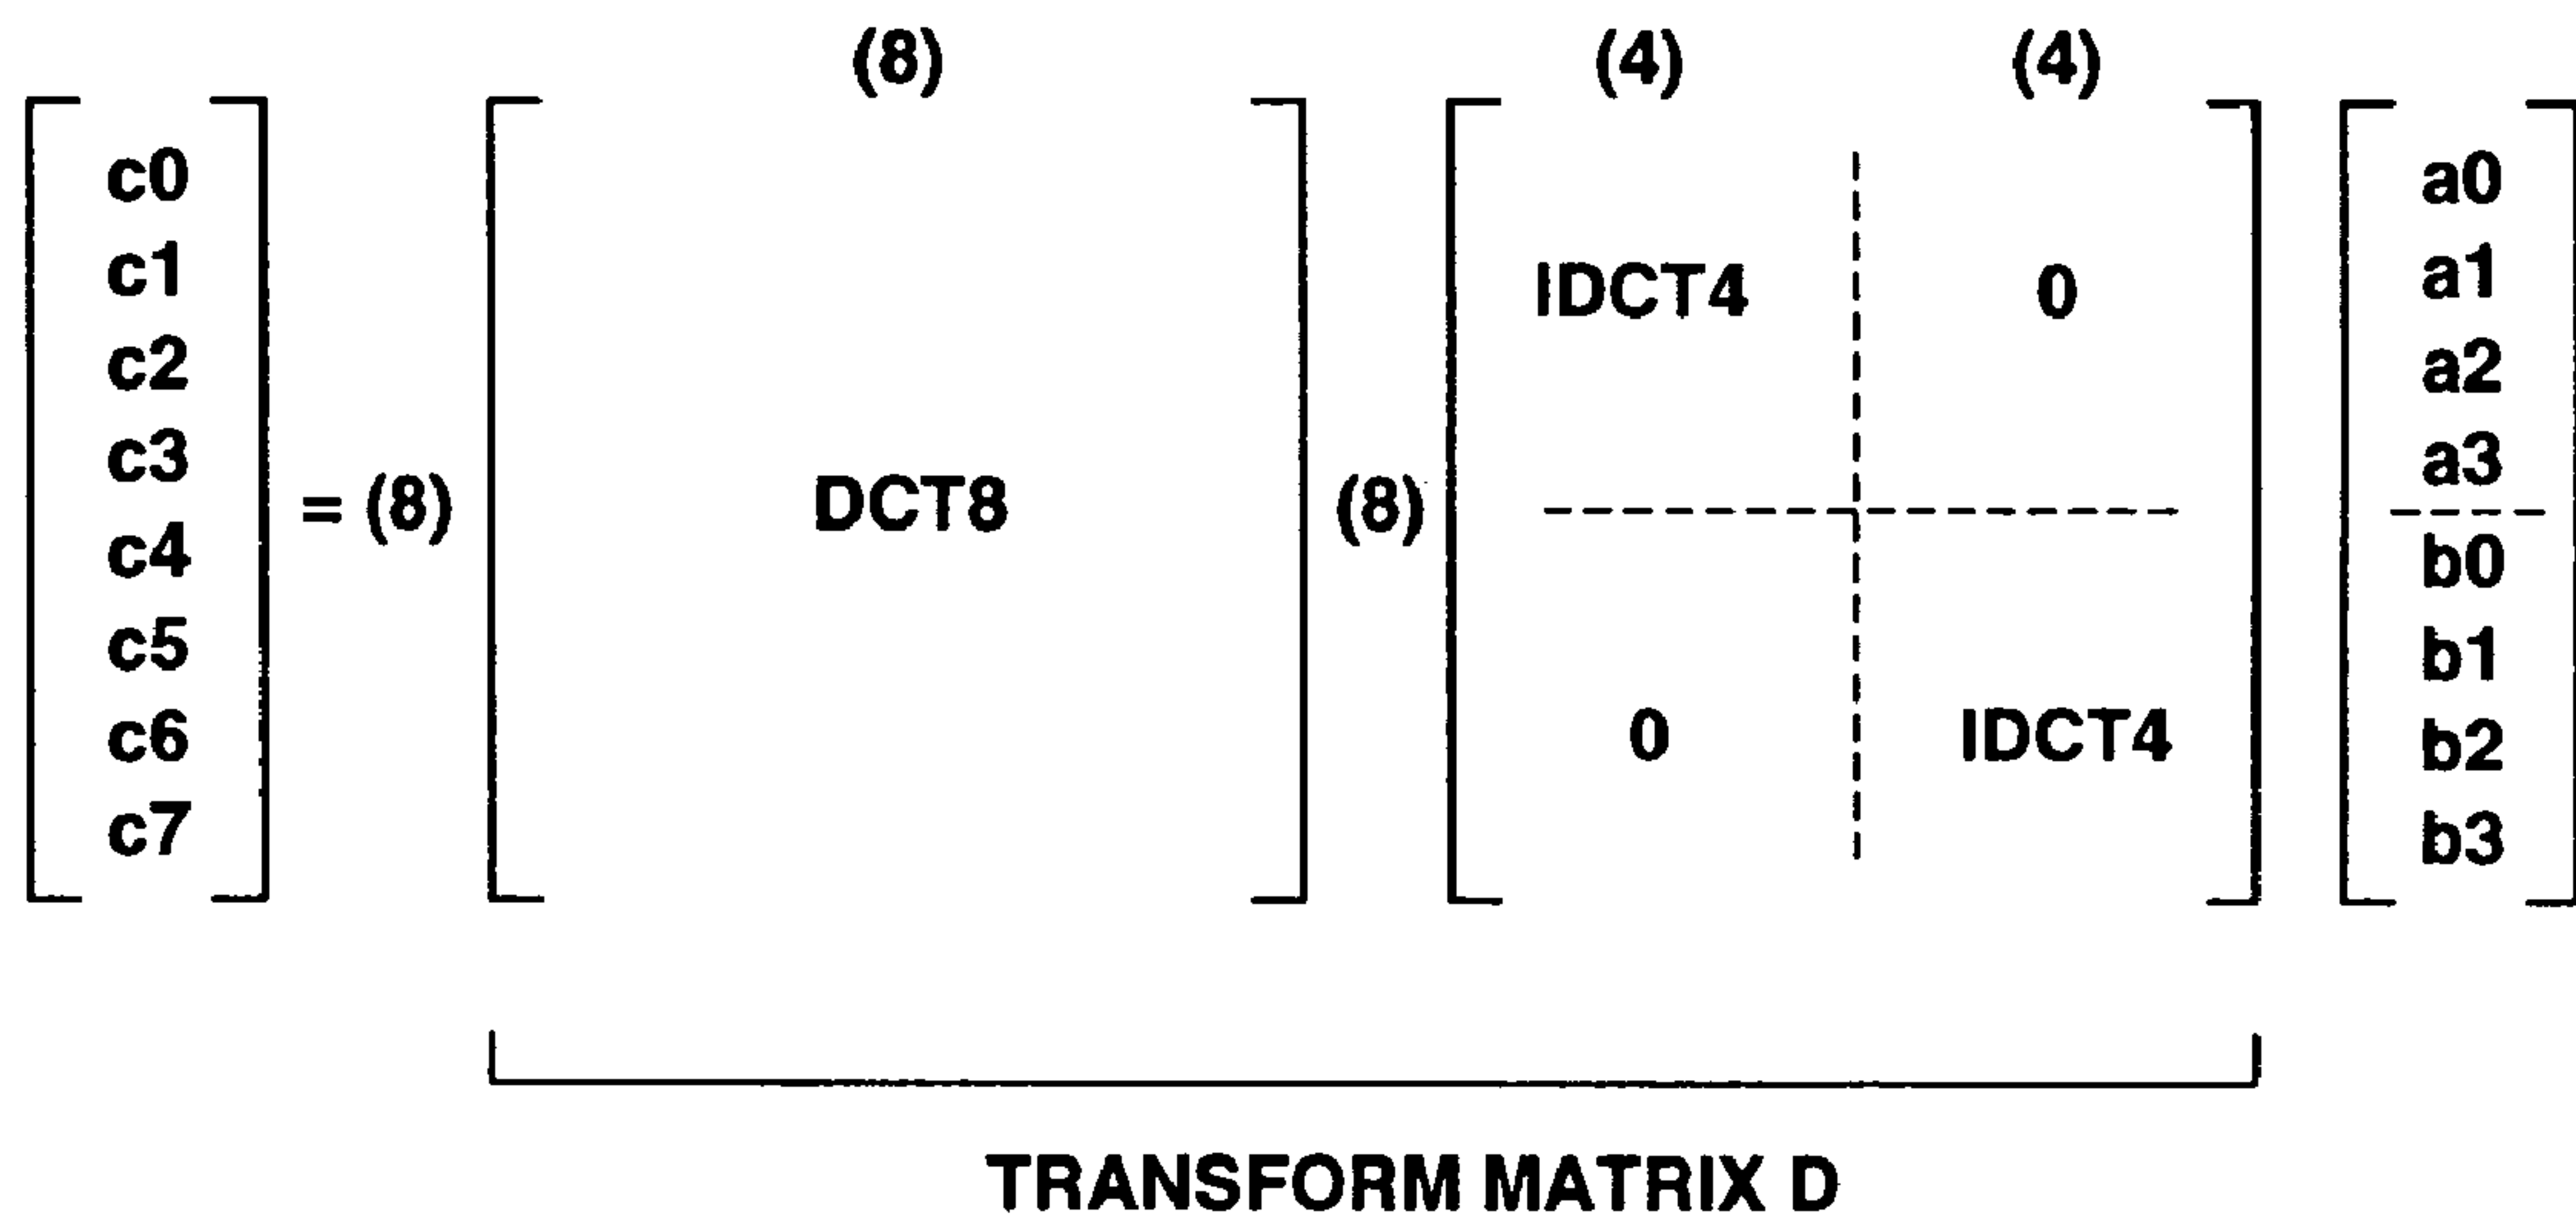 (8) (4) (4)
c0 a0
c1 IDCT4 0 a1
c2 a2
c3 a3
= (8) DCT8 (8)
c4 b0
c5 b1
c6 0 IDCT4 b2
c7 b3
TRANSFORM MATRIX D